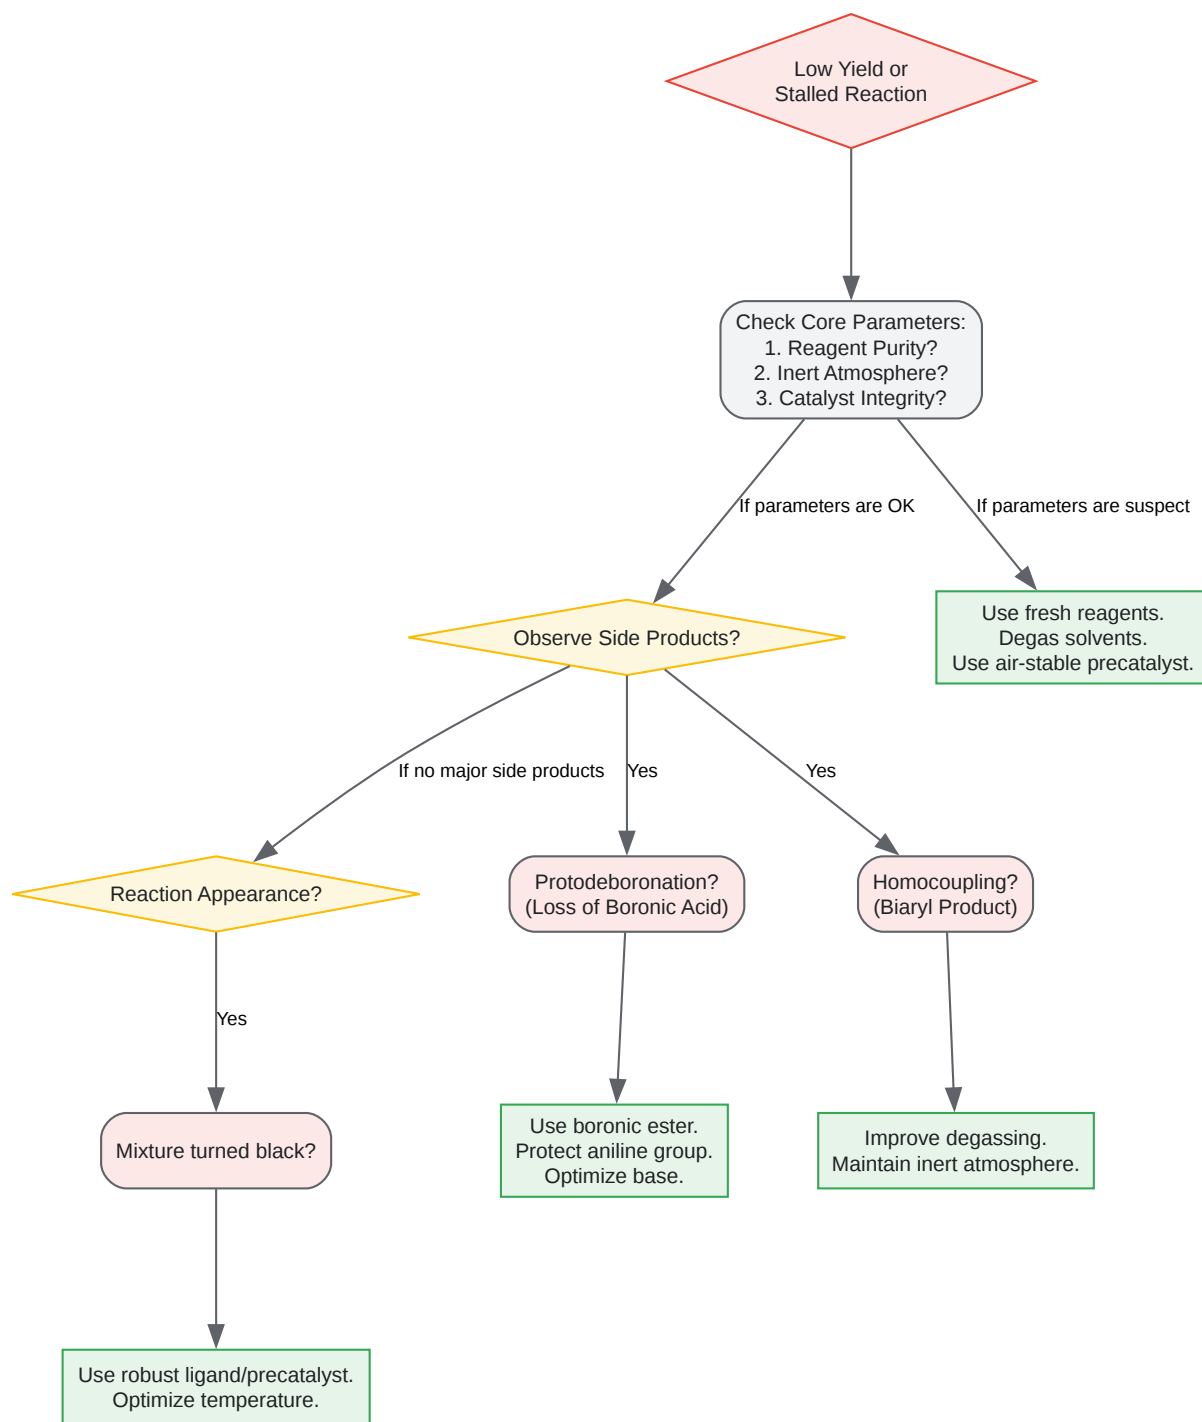 Low Yield or
Stalled Reaction
Check Core Parameters:
1. Reagent Purity?
2. Inert Atmosphere?
3. Catalyst Integrity?
If parameters are OK
If parameters are suspect
Use fresh reagents.
Degas solvents.
Use air-stable precatalyst.
Observe Side Products?
If no major side products
Yes
Yes
Reaction Appearance?
Protodeboronation?
(Loss of Boronic Acid)
Homocoupling?
(Biaryl Product)
Yes
Mixture turned black?
Use boronic ester.
Protect aniline group.
Optimize base.
Improve degassing.
Maintain inert atmosphere.
Use robust ligand/precatalyst.
Optimize temperature.